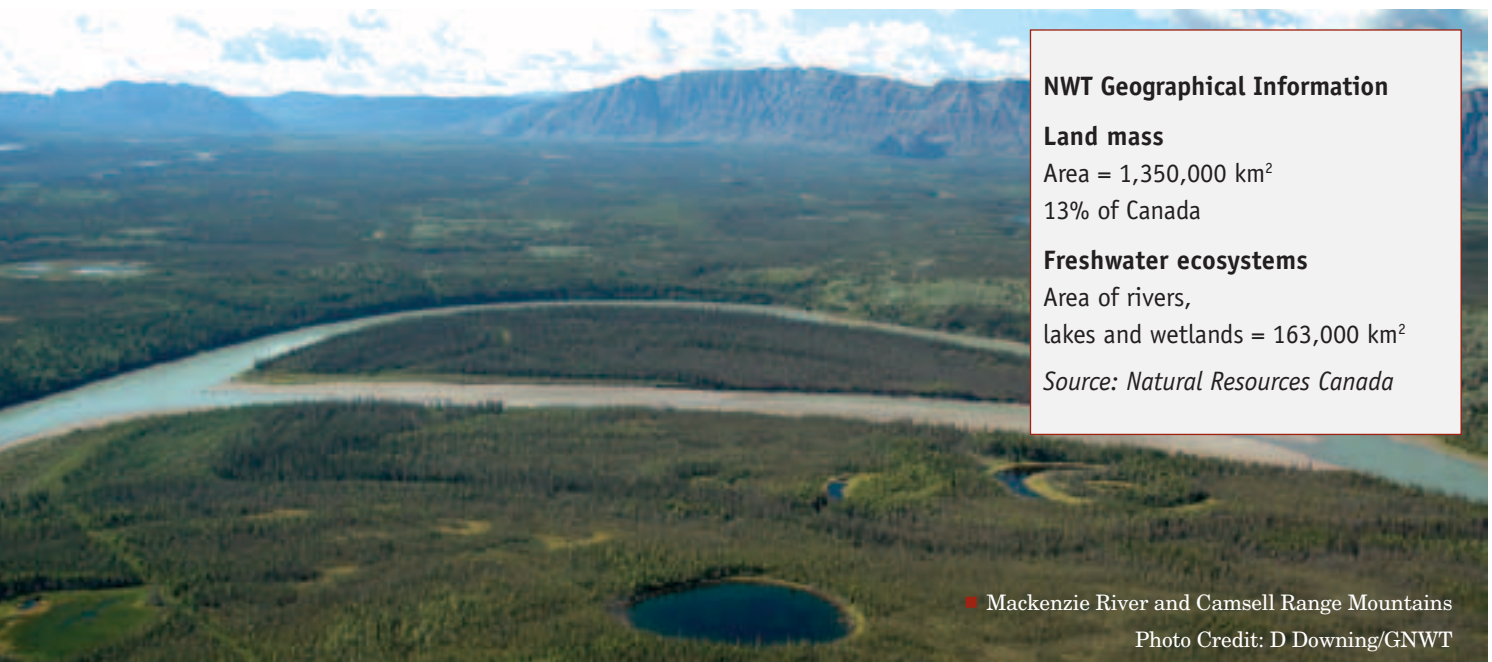 NWT Geographical Information
Land mass
Area = 1,350,000 km²
13% of Canada
Freshwater ecosystems
Area of rivers,
lakes and wetlands = 163,000 km²
Source: Natural Resources Canada
■ Mackenzie River and Camsell Range Mountains
Photo Credit: D Downing/GNWT